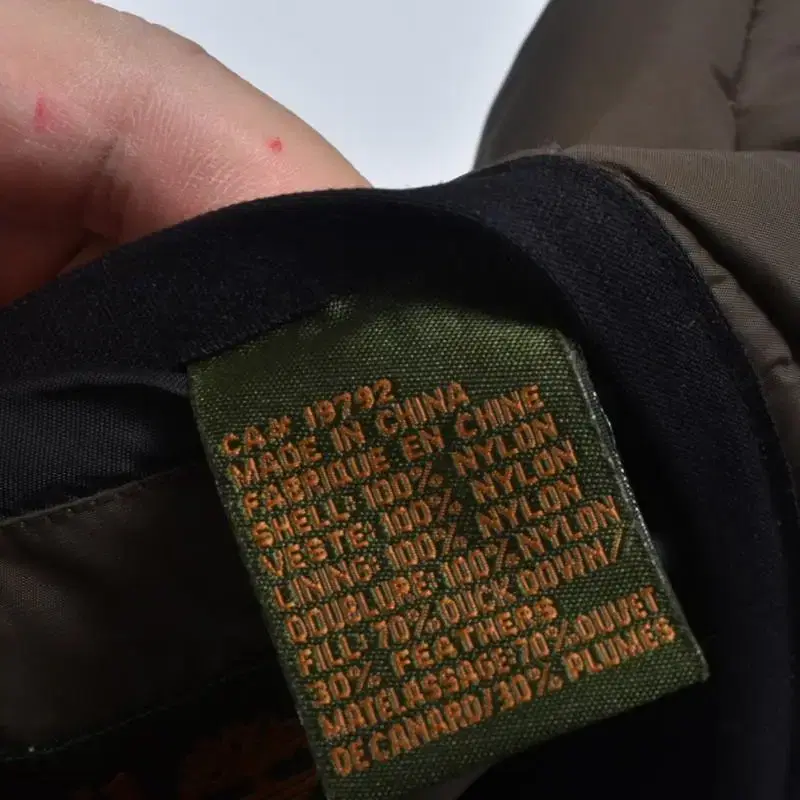 CA# 18792
MADE IN CHINA
FABRIQUE EN CHINE
SHELL: 100% NYLON
VESTE: 100% NYLON
LINING: 100% NYLON
DOUBLURE: 100% NYLON
FILL: 70% DUCK DOWN/
30% FEATHERS
MATELASSAGE: 70% DUVET
DE CANARD/30% PLUMES